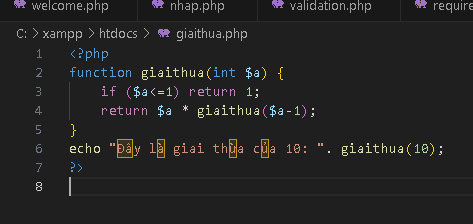 welcome.php nhap.php validation.php require
C: > xampp > htdocs > giaithua.php
1 <?php
2 function giaithua(int $a) {
3 if ($a<=1) return 1;
4 return $a * giaithua($a-1);
5 }
6 echo "Đây là giai thừa của 10: ". giaithua(10);
7 ?>
8